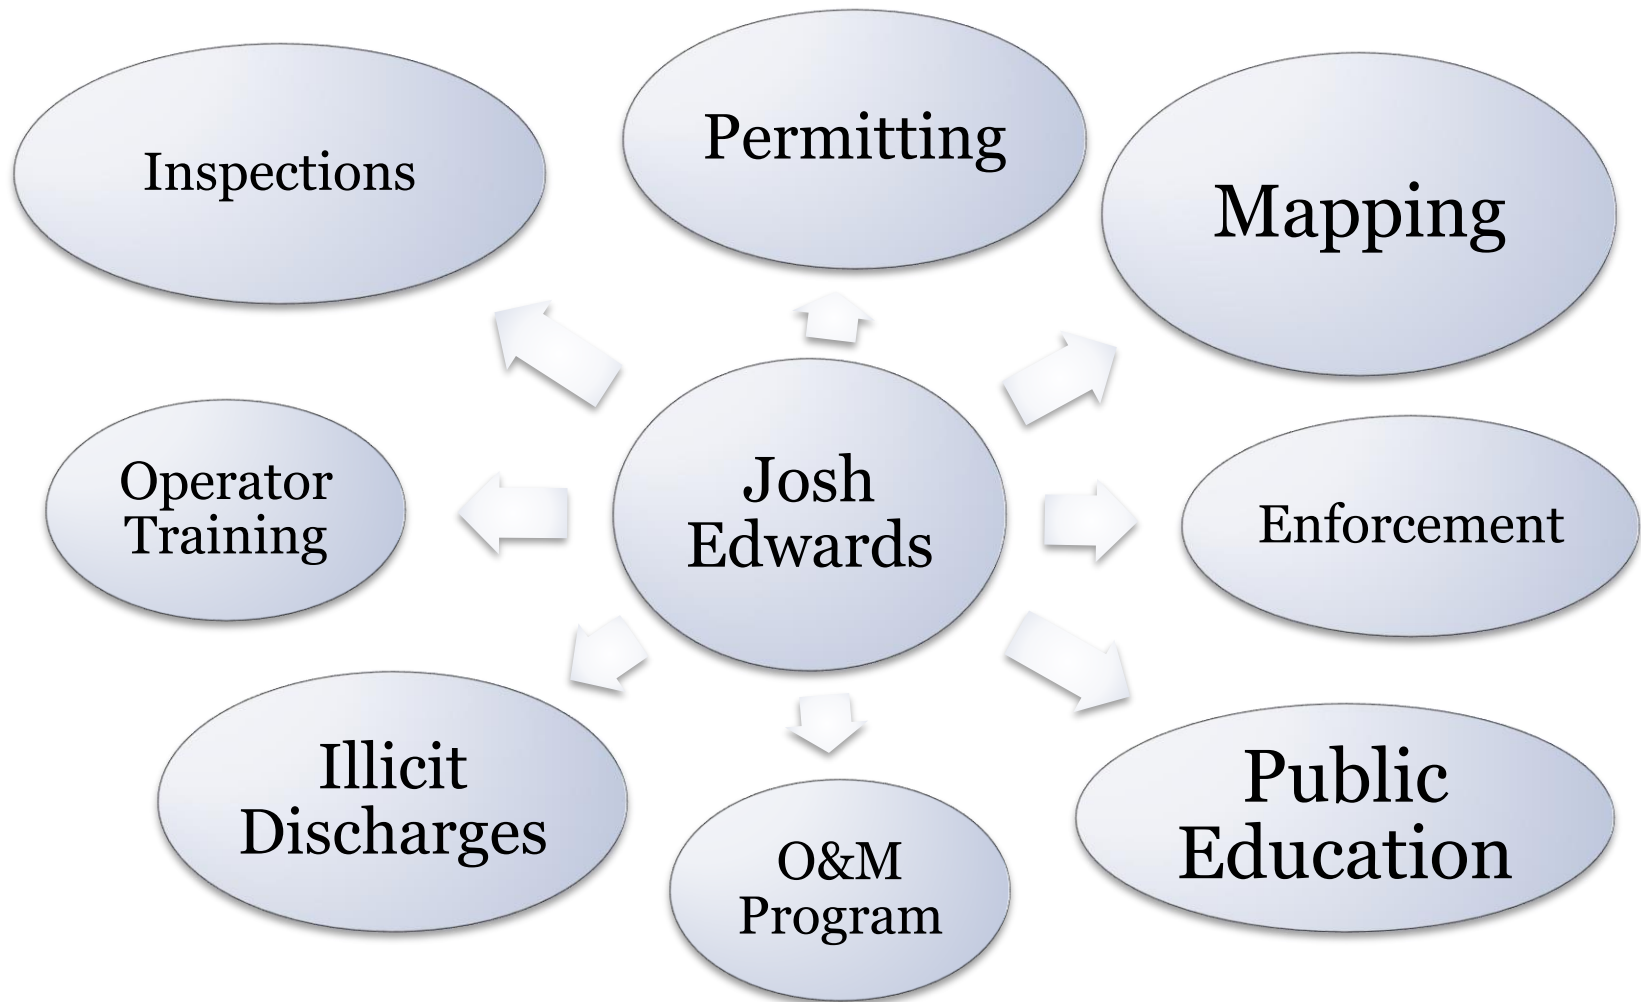 Inspections
Permitting
Mapping
Operator
Training
Josh
Edwards
Enforcement
Illicit
Discharges
O&M
Program
Public
Education